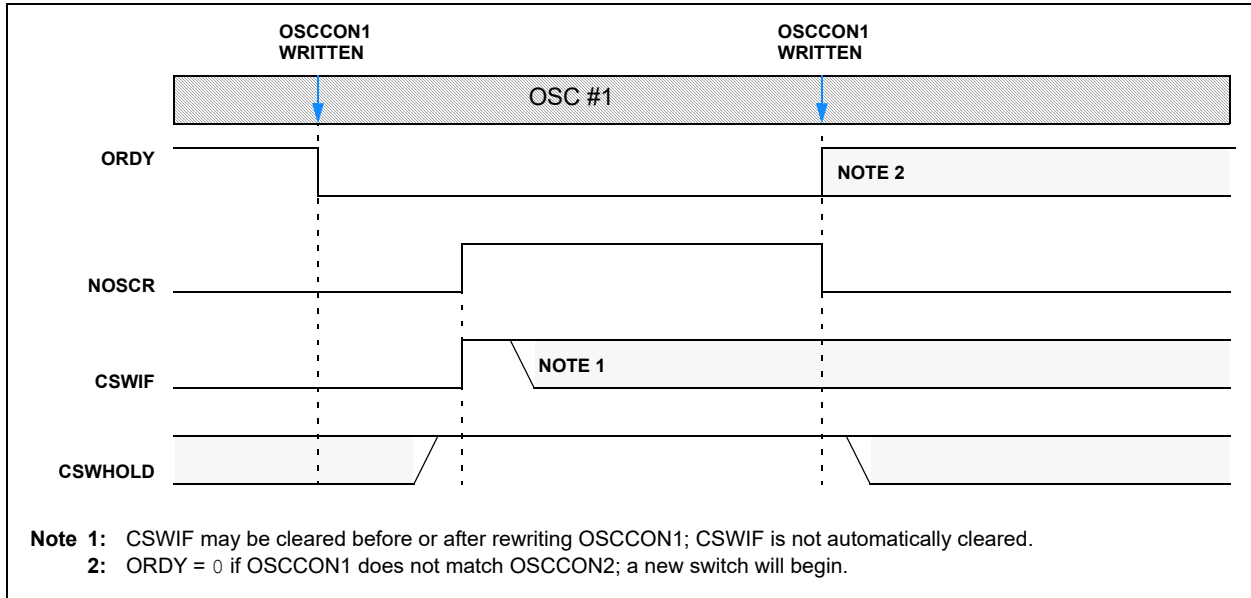 OSCCON1
WRITTEN
OSCCON1
WRITTEN
OSC #1
ORDY
NOTE 2
NOSCR
NOTE 1
CSWIF
CSWHOLD
Note 1: CSWIF may be cleared before or after rewriting OSCCON1; CSWIF is not automatically cleared.
2: ORDY = 0 if OSCCON1 does not match OSCCON2; a new switch will begin.